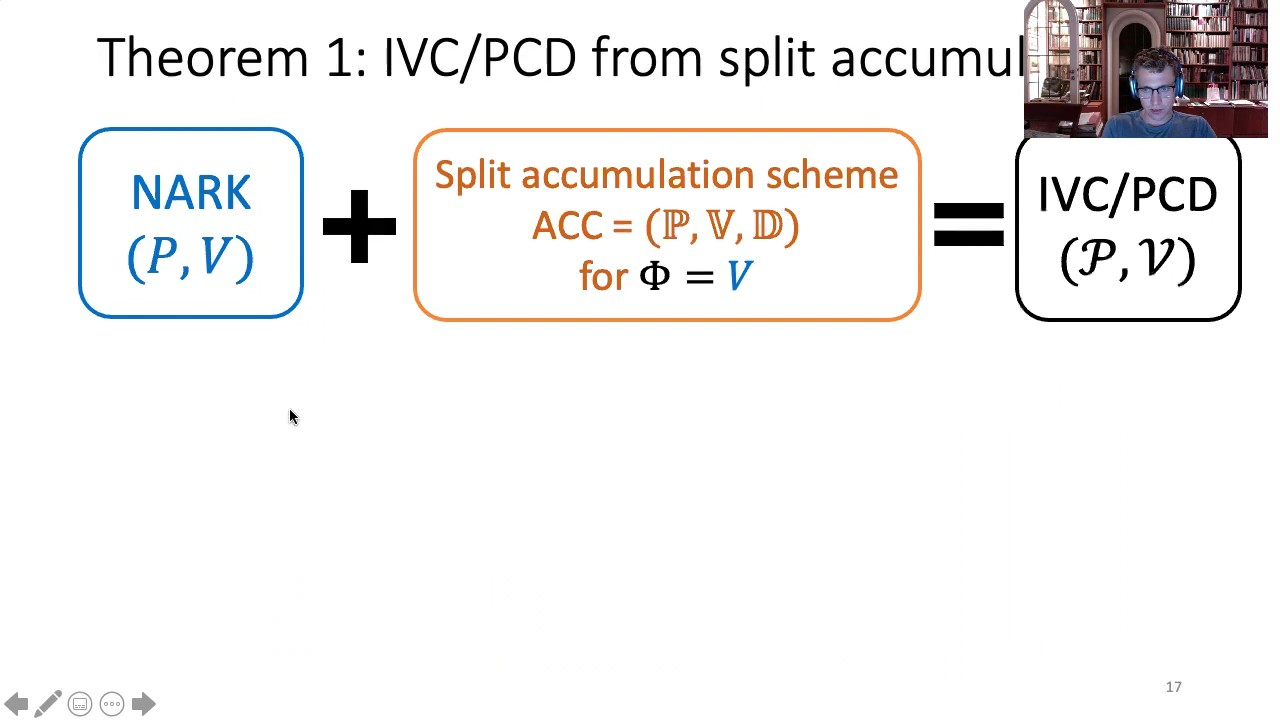 Theorem 1: IVC/PCD from split accumul
NARK
(𝑃, 𝑉)
Split accumulation scheme
ACC = (ℙ, 𝕍, 𝔻)
for Φ = 𝑉
IVC/PCD
(𝒫, 𝒱)
17